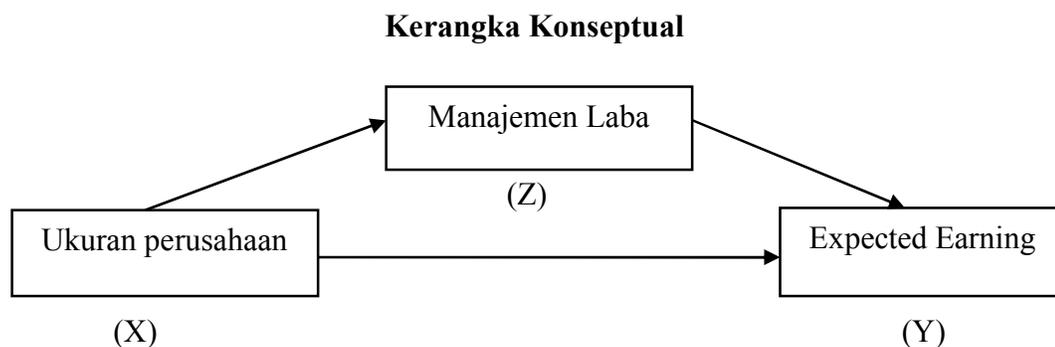 Kerangka Konseptual
Manajemen Laba
(Z)
Ukuran perusahaan
Expected Earning
(X)
(Y)